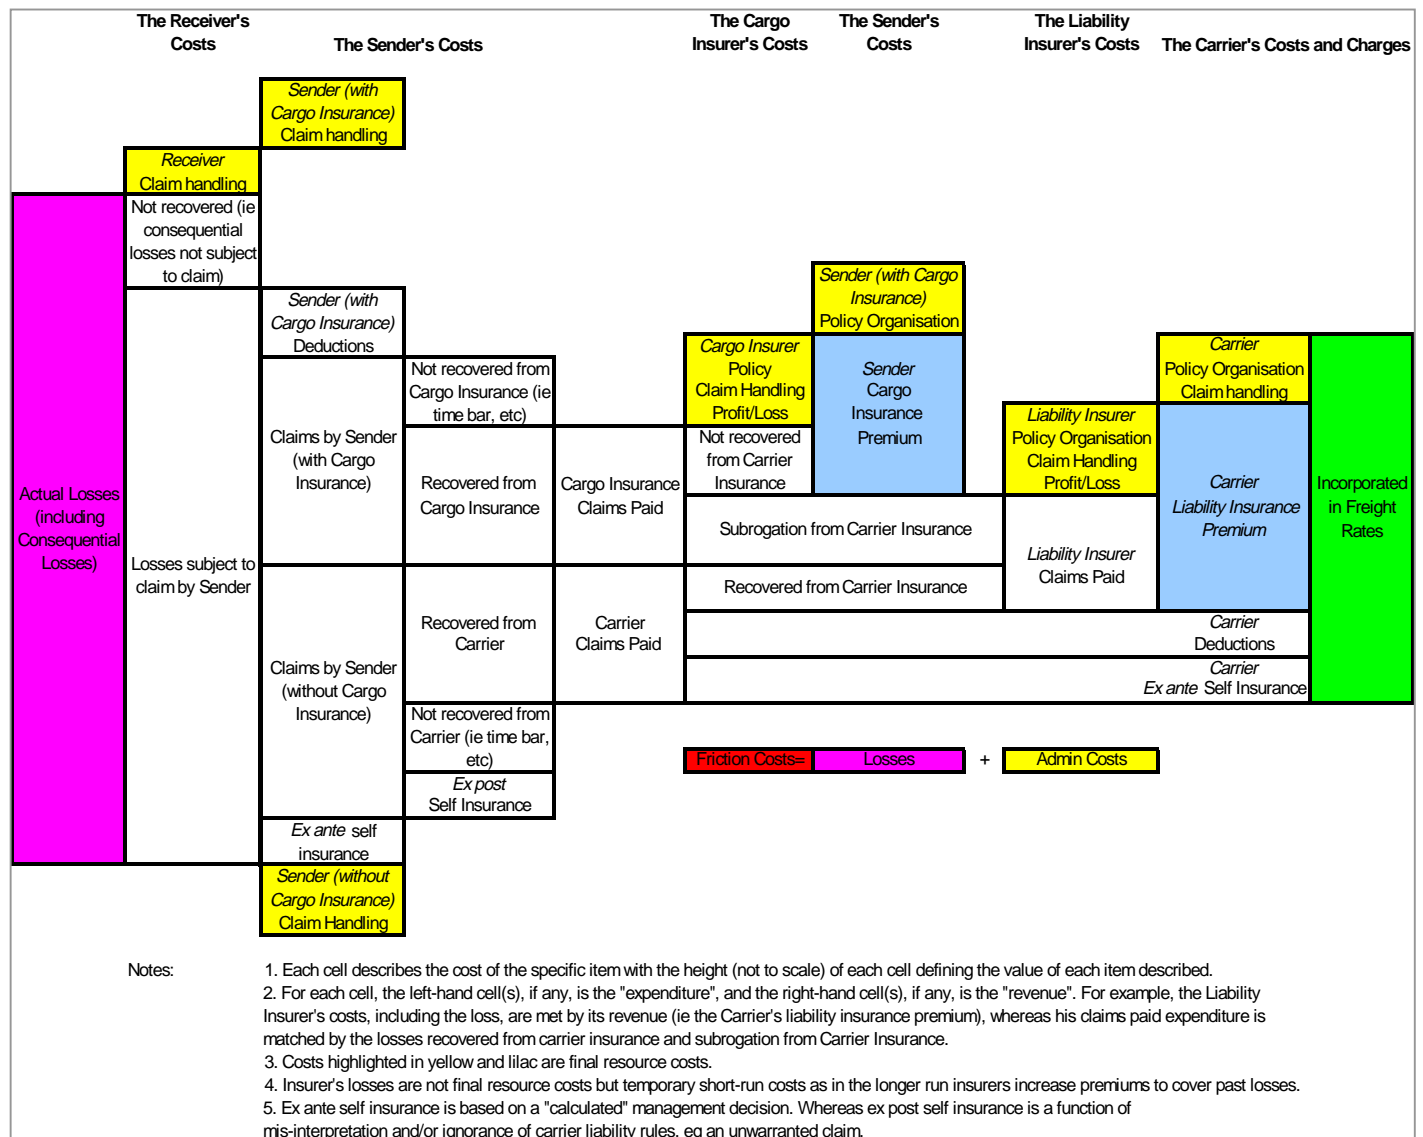 The Receiver's
Costs
The Sender's Costs
The Cargo
Insurer's Costs
The Sender's
Costs
The Liability
Insurer's Costs
The Carrier's Costs and Charges
Sender (with
Cargo Insurance)
Claim handling
Receiver
Claim handling
Not recovered (ie
consequential
losses not subject
to claim)
Actual Losses
(including
Consequential
Losses)
Losses subject to
claim by Sender
Sender (with
Cargo Insurance)
Deductions
Claims by Sender
(with Cargo
Insurance)
Claims by Sender
(without Cargo
Insurance)
Ex ante self
insurance
Sender (without
Cargo Insurance)
Claim Handling
Not recovered from
Cargo Insurance (ie
time bar, etc)
Recovered from
Cargo Insurance
Recovered from
Carrier
Not recovered from
Carrier (ie time bar,
etc)
Ex post
Self Insurance
Cargo Insurance
Claims Paid
Carrier
Claims Paid
Cargo Insurer
Policy
Claim Handling
Profit/Loss
Not recovered
from Carrier
Insurance
Sender (with Cargo
Insurance)
Policy Organisation
Sender
Cargo
Insurance
Premium
Subrogation from Carrier Insurance
Recovered from Carrier Insurance
Liability Insurer
Policy Organisation
Claim Handling
Profit/Loss
Liability Insurer
Claims Paid
Carrier
Policy Organisation
Claim handling
Carrier
Liability Insurance
Premium
Carrier
Deductions
Carrier
Ex ante Self Insurance
Incorporated
in Freight
Rates
Friction Costs= Losses + Admin Costs
Notes: 1. Each cell describes the cost of the specific item with the height (not to scale) of each cell defining the value of each item described.
2. For each cell, the left-hand cell(s), if any, is the "expenditure", and the right-hand cell(s), if any, is the "revenue". For example, the Liability
Insurer's costs, including the loss, are met by its revenue (ie the Carrier's liability insurance premium), whereas his claims paid expenditure is
matched by the losses recovered from carrier insurance and subrogation from Carrier Insurance.
3. Costs highlighted in yellow and lilac are final resource costs.
4. Insurer's losses are not final resource costs but temporary short-run costs as in the longer run insurers increase premiums to cover past losses.
5. Ex ante self insurance is based on a "calculated" management decision. Whereas ex post self insurance is a function of
mis-interpretation and/or ignorance of carrier liability rules, eg an unwarranted claim.